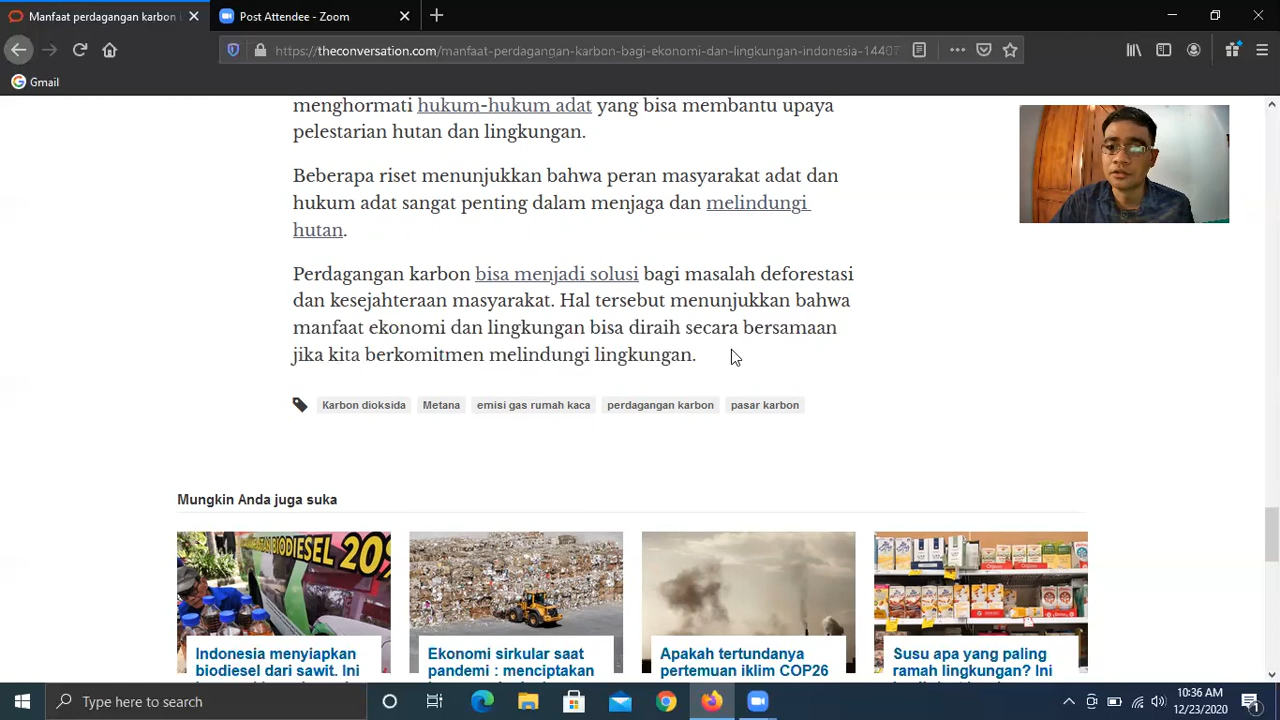 Manfaat perdagangan karbon
Post Attendee - Zoom
https://theconversation.com/manfaat-perdagangan-karbon-bagi-ekonomi-dan-lingkungan-indonesia-1440
Gmail
menghormati hukum-hukum adat yang bisa membantu upaya
pelestarian hutan dan lingkungan.
Beberapa riset menunjukkan bahwa peran masyarakat adat dan
hukum adat sangat penting dalam menjaga dan melindungi
hutan.
Perdagangan karbon bisa menjadi solusi bagi masalah deforestasi
dan kesejahteraan masyarakat. Hal tersebut menunjukkan bahwa
manfaat ekonomi dan lingkungan bisa diraih secara bersamaan
jika kita berkomitmen melindungi lingkungan.
Karbon dioksida Metana emisi gas rumah kaca perdagangan karbon pasar karbon
Mungkin Anda juga suka
BIODIESEL 20%
Indonesia menyiapkan
biodiesel dari sawit. Ini
Ekonomi sirkular saat
pandemi : menciptakan
Apakah tertundanya
pertemuan iklim COP26
Susu apa yang paling
ramah lingkungan? Ini
Type here to search
10:36 AM
12/23/2020
1